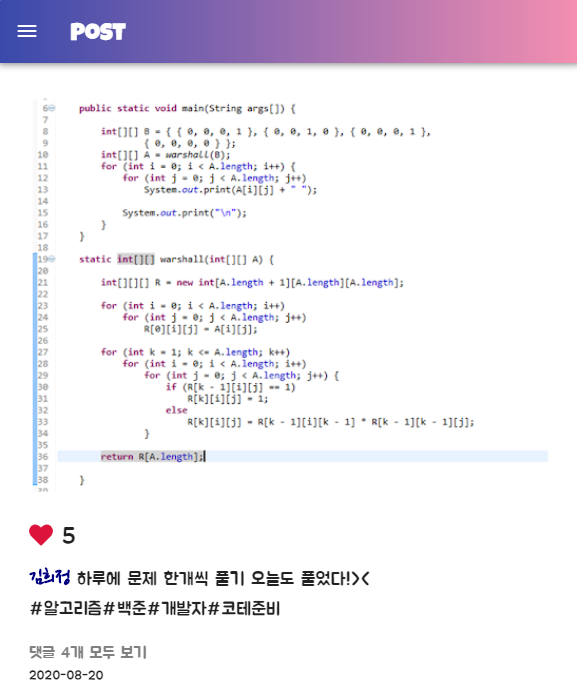 POST
6 public static void main(String args[]) {
7
8 int[][] B = { { 0, 0, 0, 1 }, { 0, 0, 1, 0 }, { 0, 0, 0, 1 },
9 { 0, 0, 0, 0 } };
10 int[][] A = warshall(B);
11 for (int i = 0; i < A.length; i++) {
12 for (int j = 0; j < A.length; j++)
13 System.out.print(A[i][j] + " ");
14
15 System.out.print("\n");
16 }
17 }
18
19 static int[][] warshall(int[][] A) {
20
21 int[][][] R = new int[A.length + 1][A.length][A.length];
22
23 for (int i = 0; i < A.length; i++)
24 for (int j = 0; j < A.length; j++)
25 R[0][i][j] = A[i][j];
26
27 for (int k = 1; k <= A.length; k++)
28 for (int i = 0; i < A.length; i++)
29 for (int j = 0; j < A.length; j++) {
30 if (R[k - 1][i][j] == 1)
31 R[k][i][j] = 1;
32 else
33 R[k][i][j] = R[k - 1][i][k - 1] * R[k - 1][k - 1][j];
34 }
35
36 return R[A.length];
37
38 }
5
김희정 하루에 문제 한개씩 풀기 오늘도 풀었다!><
#알고리즘#백준#개발자#코테준비
댓글 4개 모두 보기
2020-08-20